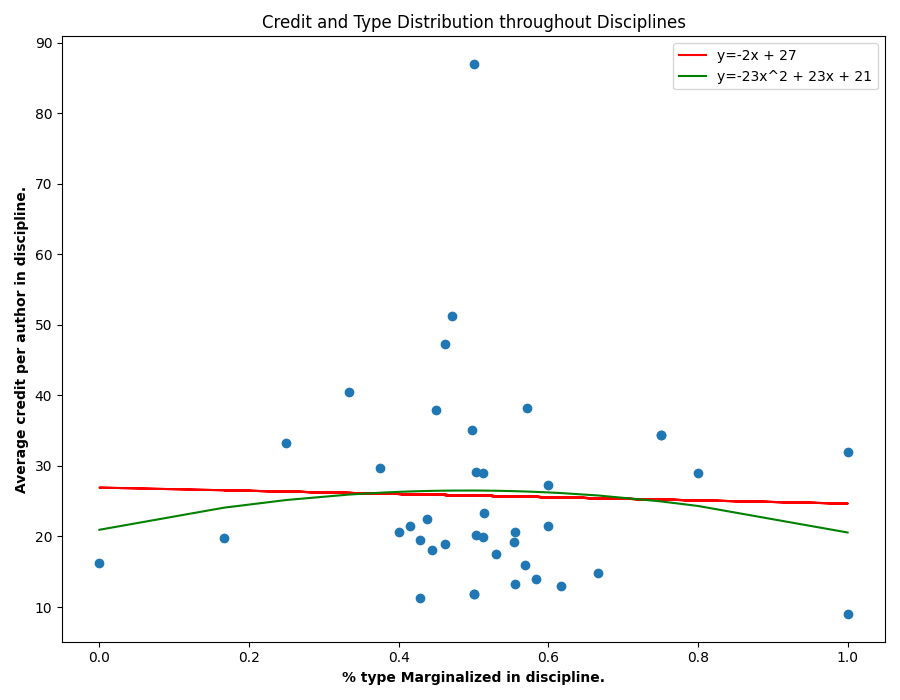 Credit and Type Distribution throughout Disciplines
y=-2x + 27
y=-23x^2 + 23x + 21
Average credit per author in discipline.
90
80
70
60
50
40
30
20
10
0.0 0.2 0.4 0.6 0.8 1.0
% type Marginalized in discipline.